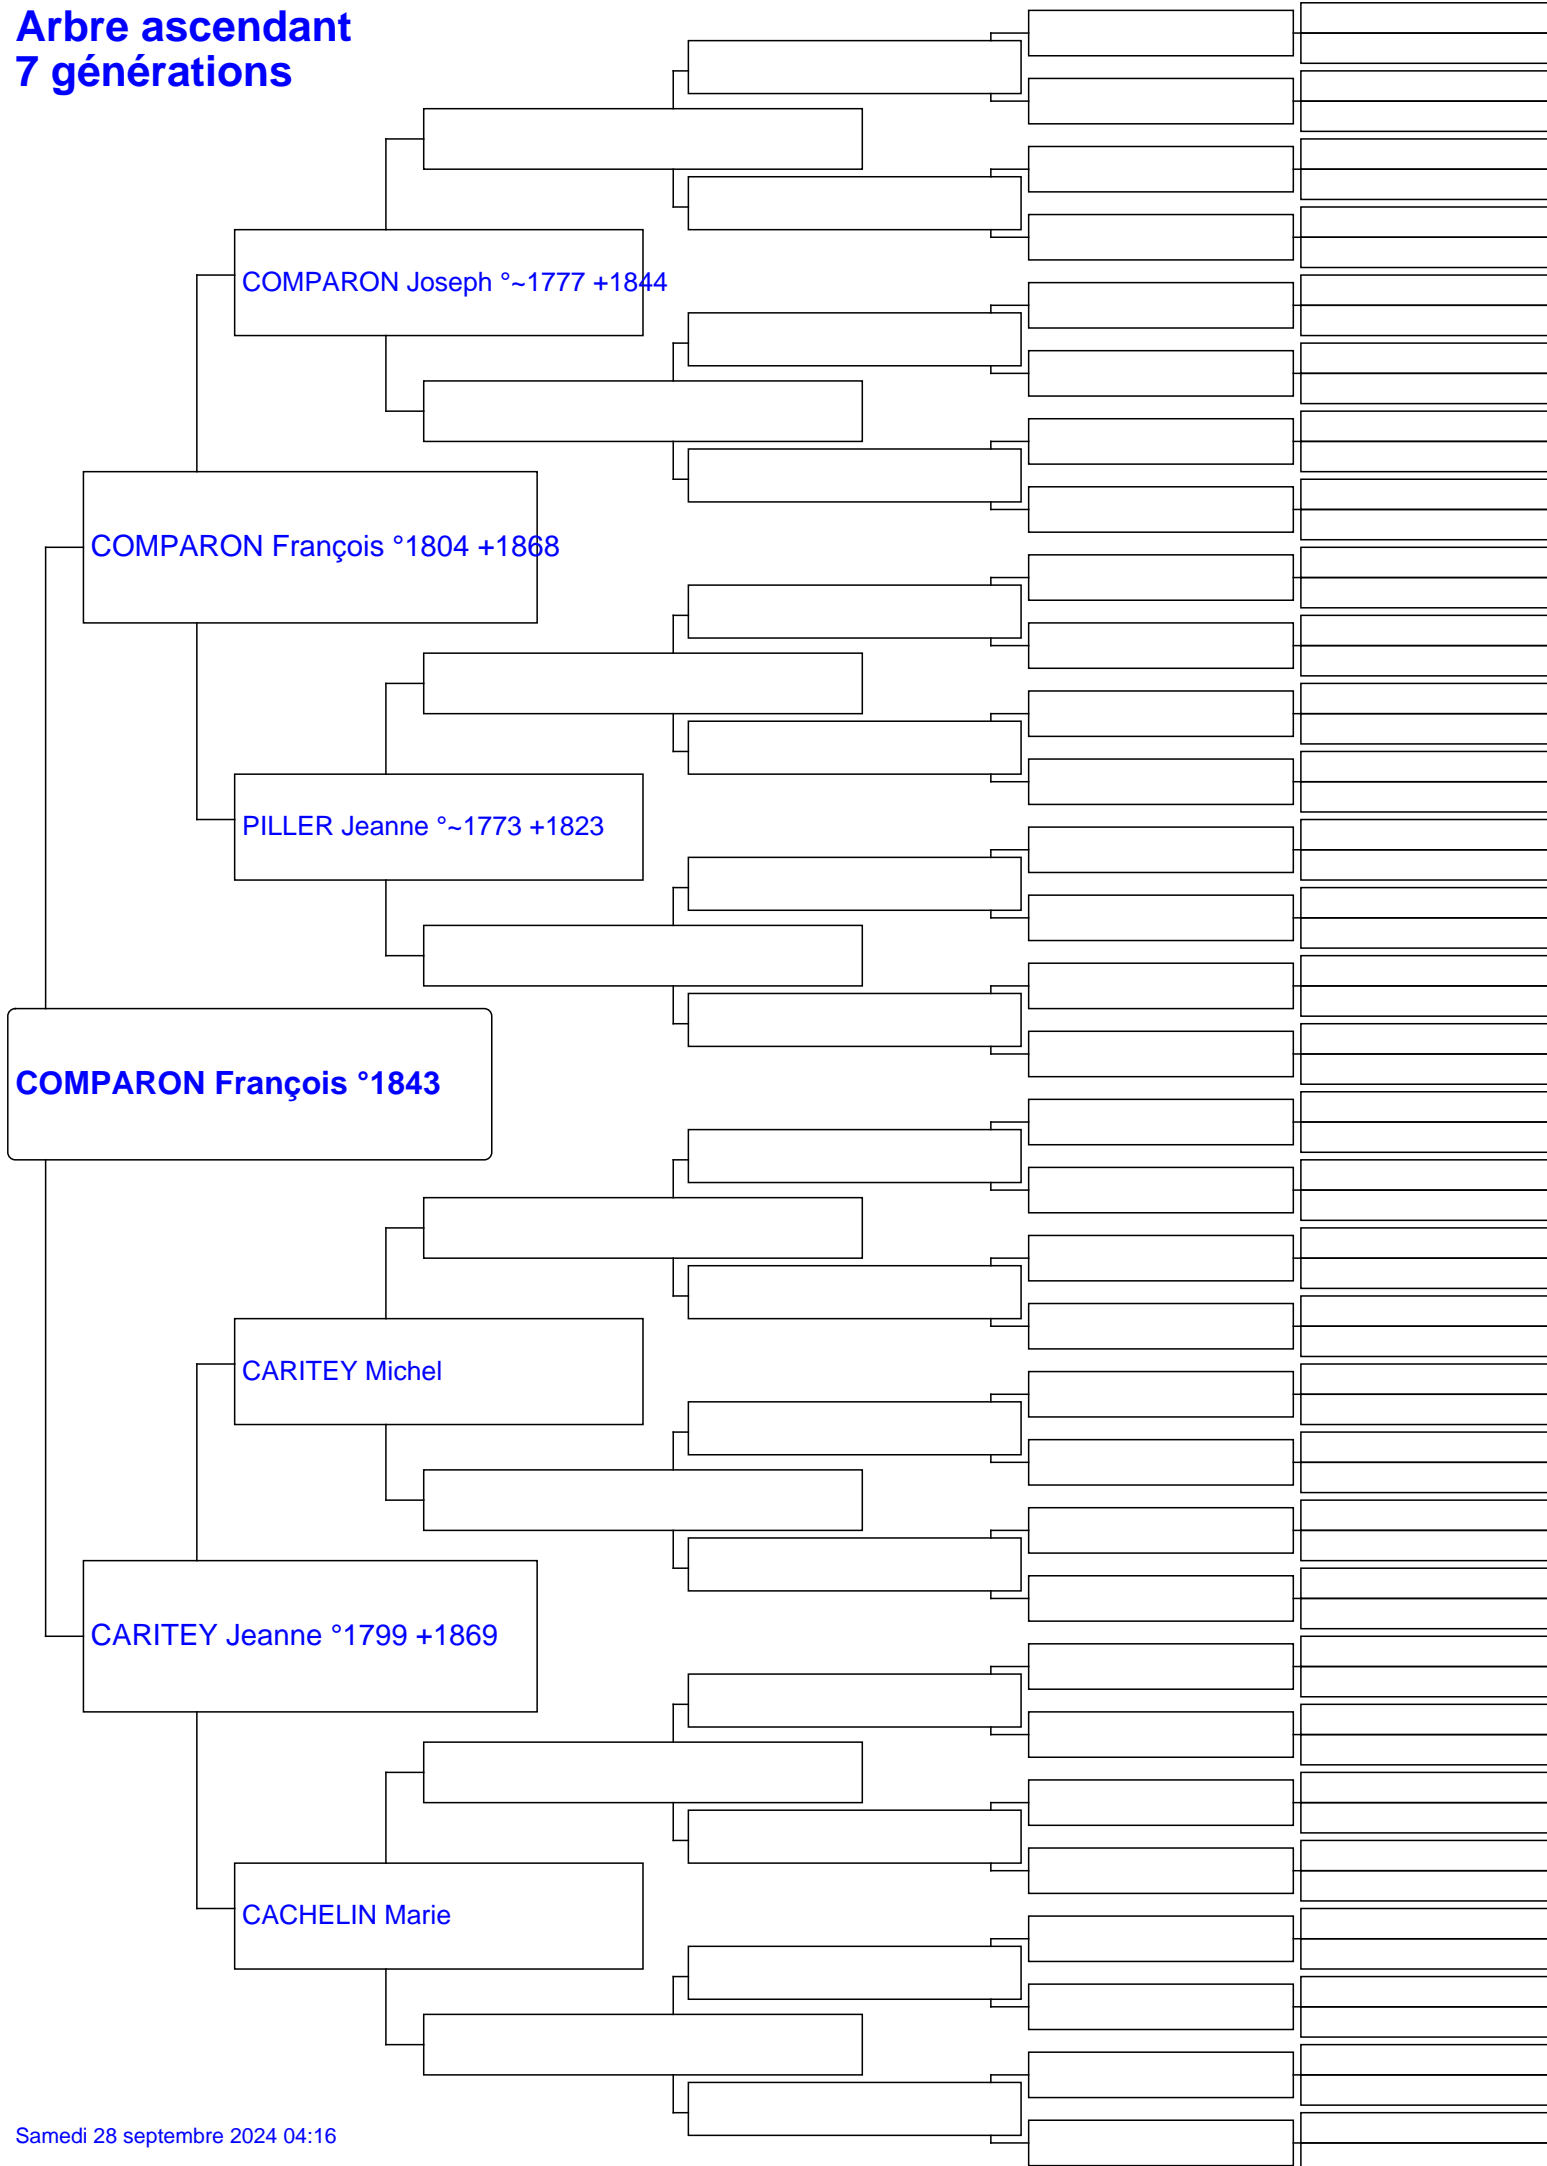 Arbre ascendant
7 générations
COMPARON Joseph °~1777 +1844
COMPARON François °1804 +1868
PILLER Jeanne °~1773 +1823
COMPARON François °1843
CARITEY Michel
CARITEY Jeanne °1799 +1869
CACHELIN Marie
Samedi 28 septembre 2024 04:16